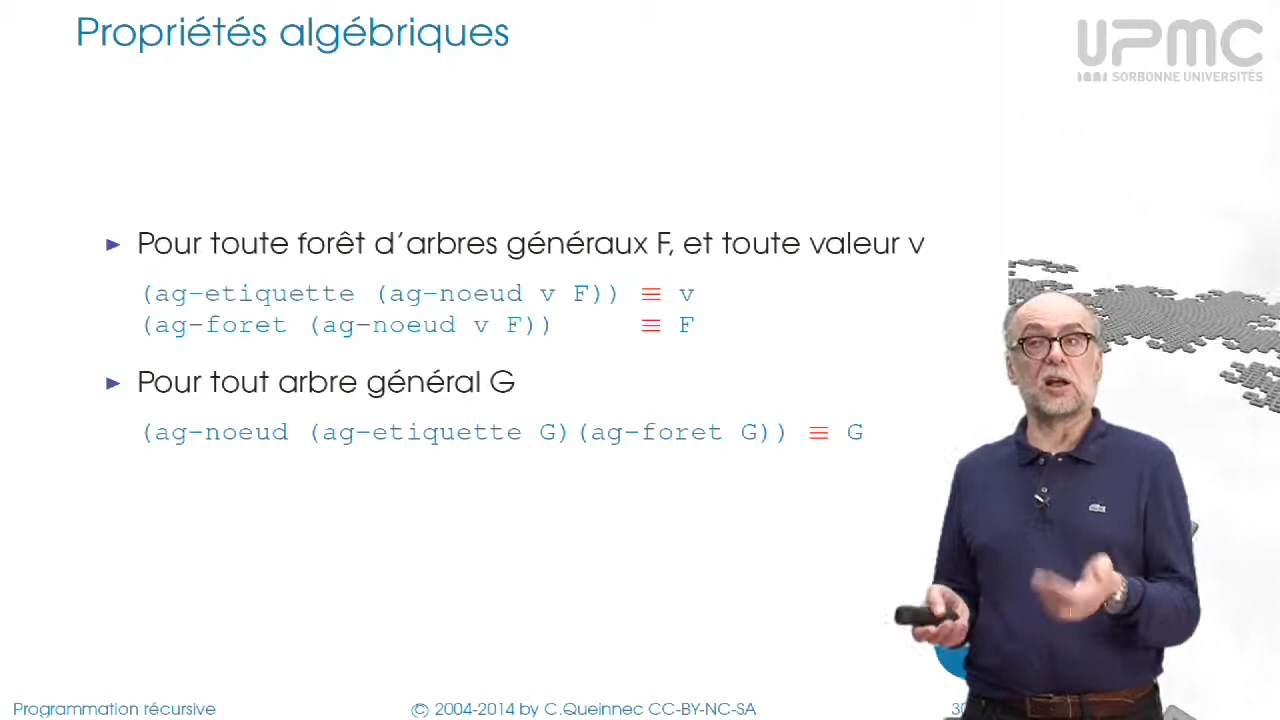 Propriétés algébriques
UPMC
SORBONNE UNIVERSITÉS
Pour toute forêt d'arbres généraux F, et toute valeur v
(ag-etiquette (ag-noeud v F)) ≡ v
(ag-foret (ag-noeud v F)) ≡ F
Pour tout arbre général G
(ag-noeud (ag-etiquette G)(ag-foret G)) ≡ G
Programmation récursive
© 2004-2014 by C.Queinnec CC-BY-NC-SA